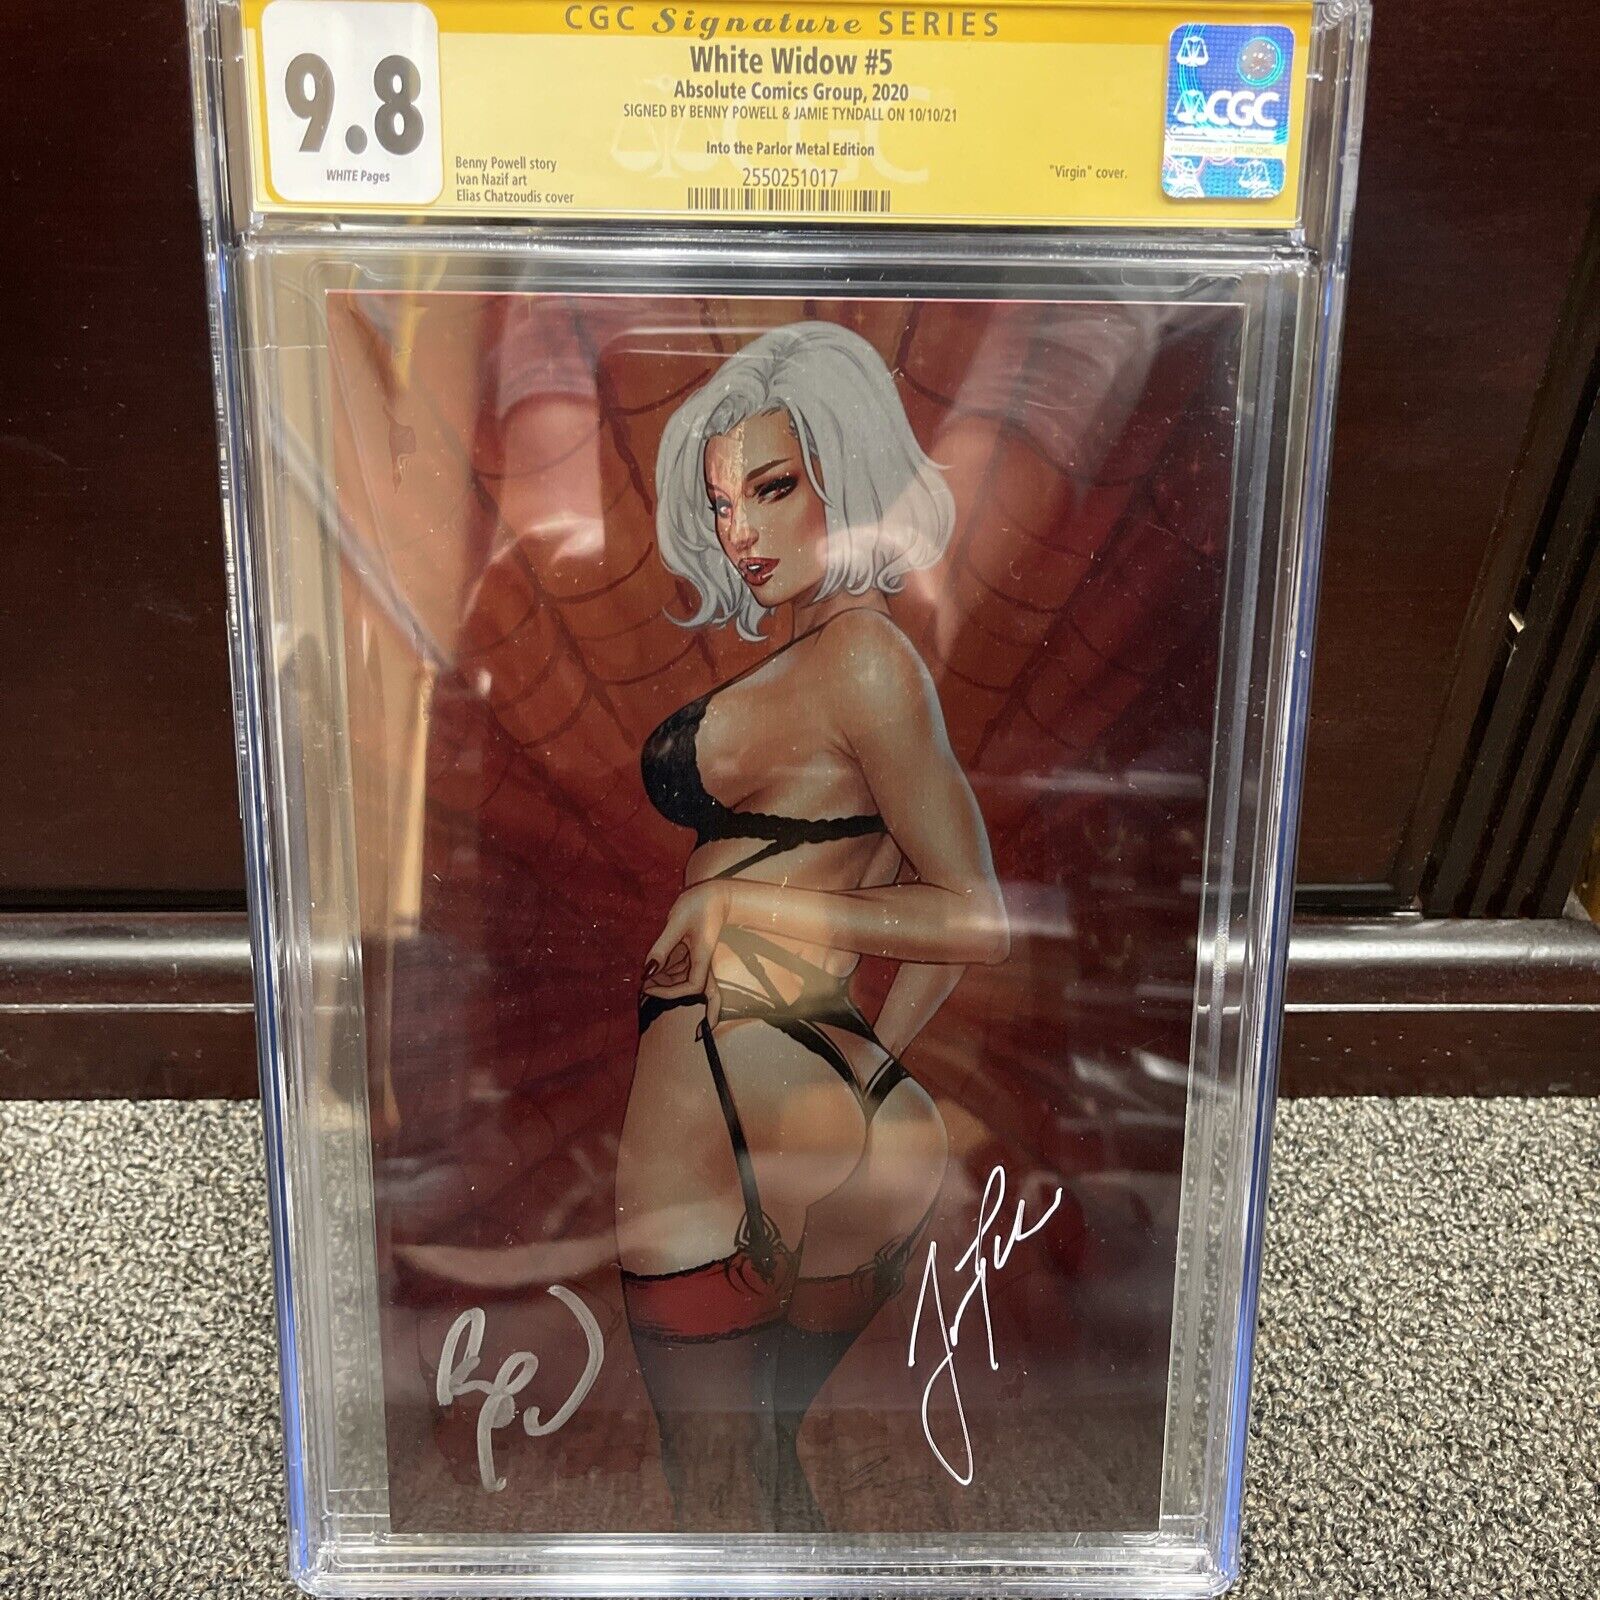 CGC Signature SERIES
9.8
WHITE Pages
White Widow #5
Absolute Comics Group, 2020
SIGNED BY BENNY POWELL & JAMIE TYNDALL ON 10/10/21
Into the Parlor Metal Edition
2550251017
Benny Powell story
Ivan Nazif art
Elias Chatzoudis cover
"Virgin" cover.
CGC